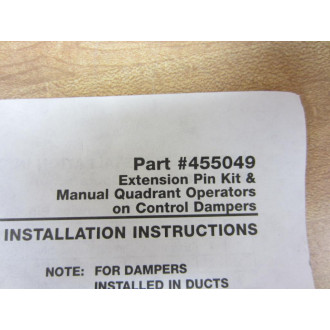 Part #455049
Extension Pin Kit &
Manual Quadrant Operators
on Control Dampers
INSTALLATION INSTRUCTIONS
NOTE: FOR DAMPERS
INSTALLED IN DUCTS